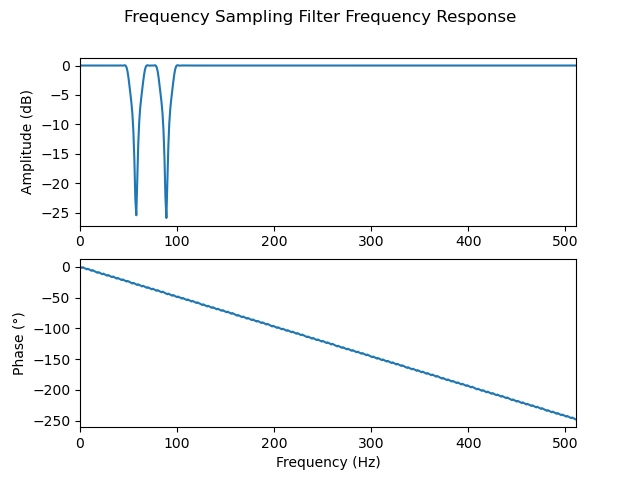 Frequency Sampling Filter Frequency Response
Amplitude (dB)
0
−5
−10
−15
−20
−25
0 100 200 300 400 500
Phase (°)
0
−50
−100
−150
−200
−250
0 100 200 300 400 500
Frequency (Hz)